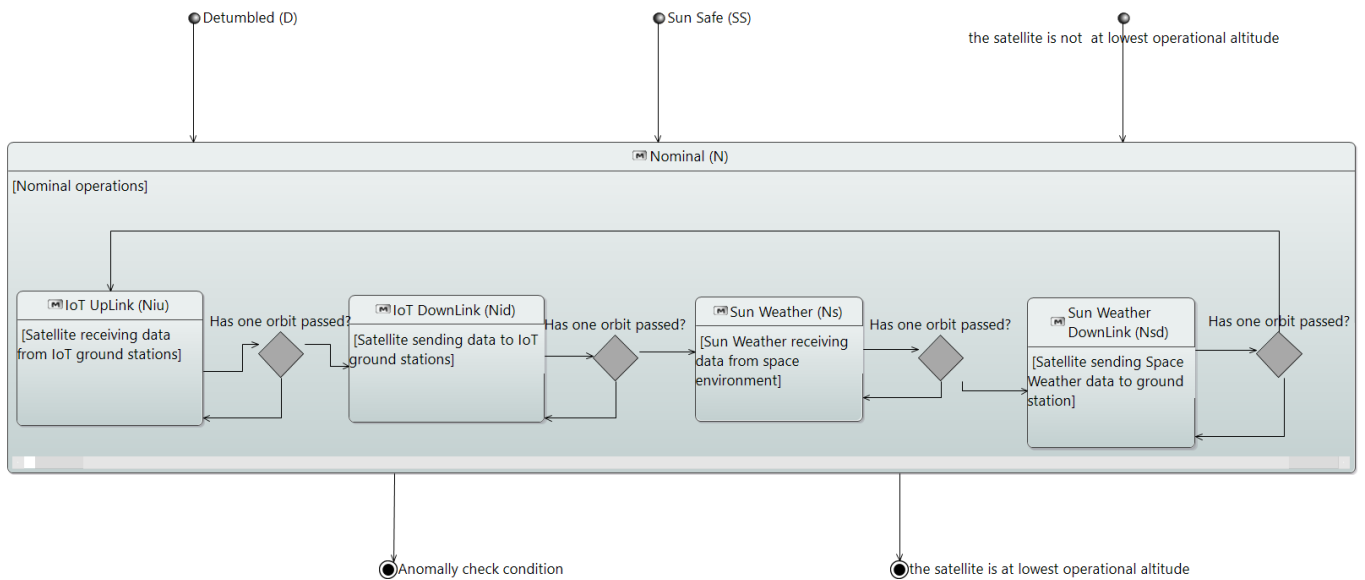 Detumbled (D)
Sun Safe (SS)
the satellite is not  at lowest operational altitude
Nominal (N)
[Nominal operations]
IoT UpLink (Niu)
[Satellite receiving data
from IoT ground stations]
Has one orbit passed?
IoT DownLink (Nid)
[Satellite sending data to IoT
ground stations]
Has one orbit passed?
Sun Weather (Ns)
[Sun Weather receiving
data from space
environment]
Has one orbit passed?
Sun Weather
DownLink (Nsd)
[Satellite sending Space
Weather data to ground
station]
Has one orbit passed?
Anomally check condition
the satellite is at lowest operational altitude